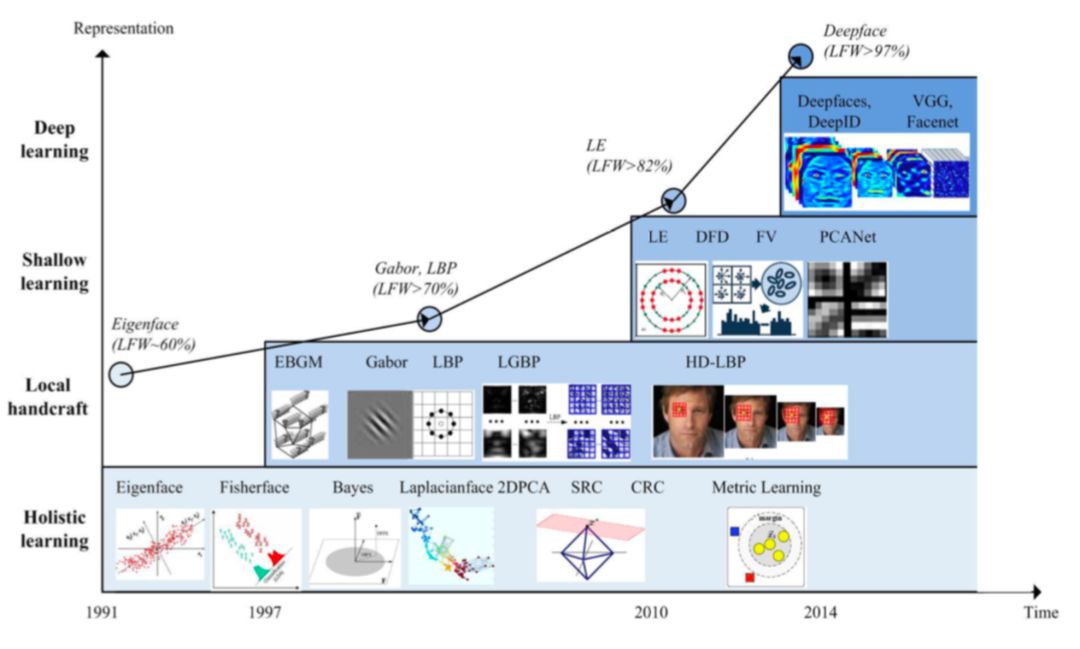 Representation
Deepface
(LFW>97%)
Deep
learning
Deepfaces,
DeepID
VGG,
Facenet
LE
(LFW>82%)
Shallow
learning
LE DFD FV PCANet
Gabor, LBP
(LFW>70%)
Eigenface
(LFW~60%)
Local
handcraft
EBGM Gabor LBP LGBP HD-LBP
LBP
Holistic
learning
Eigenface Fisherface Bayes Laplacianface 2DPCA SRC CRC Metric Learning
margin
1991 1997 2010 2014 Time